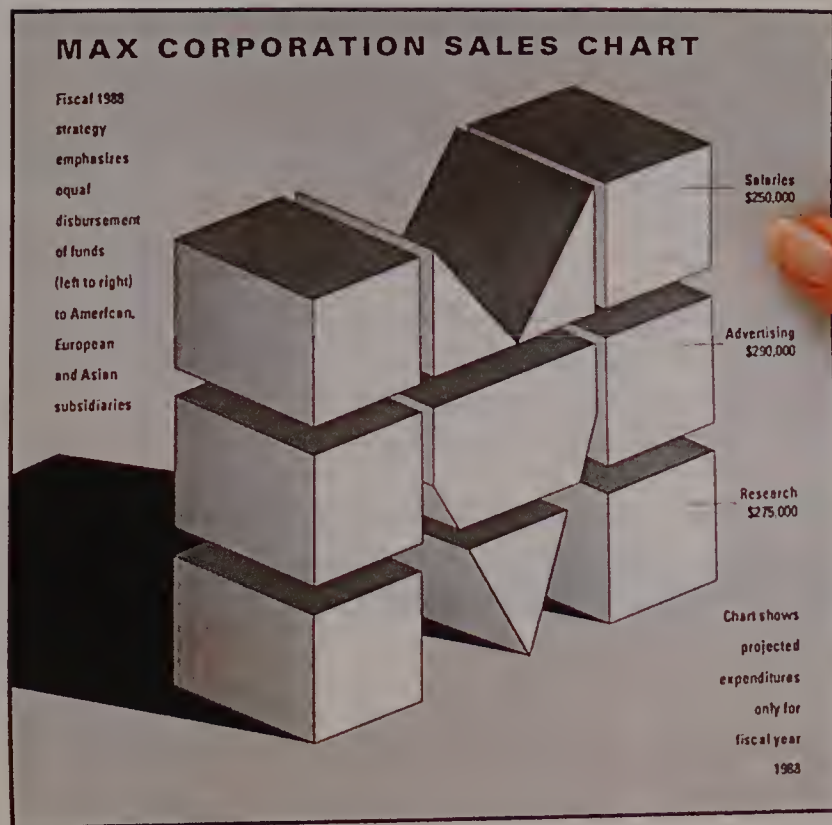 MAX CORPORATION SALES CHART
Fiscal 1988
strategy
emphasizes
equal
disbursement
of funds
(left to right)
to American,
European
and Asian
subsidiaries
Salaries
$250,000
Advertising
$290,000
Research
$275,000
Chart shows
projected
expenditures
only for
fiscal year
1988